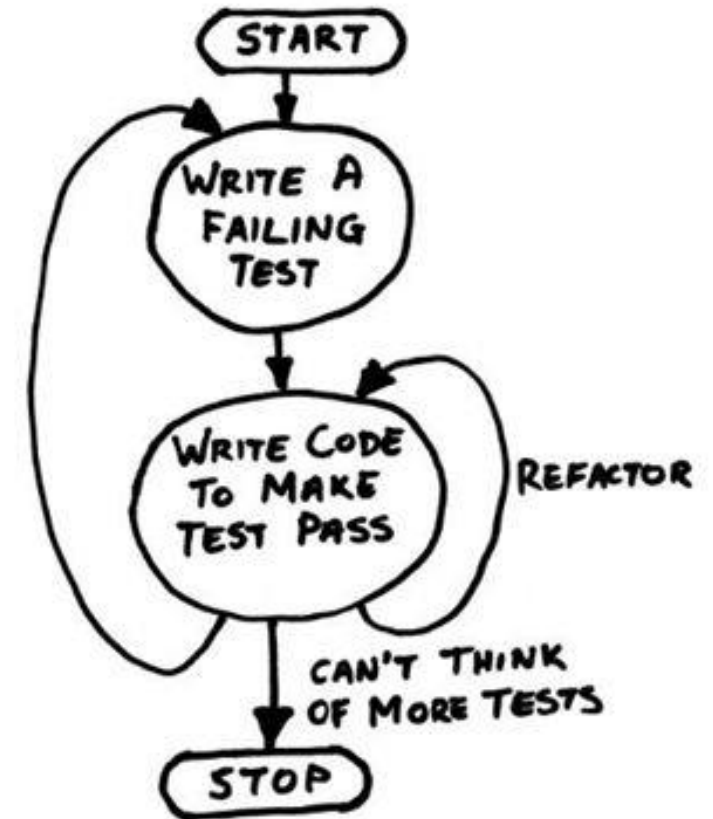 START
WRITE A
FAILING
TEST
WRITE CODE
TO MAKE
TEST PASS
REFACTOR
CAN'T THINK
OF MORE TESTS
STOP